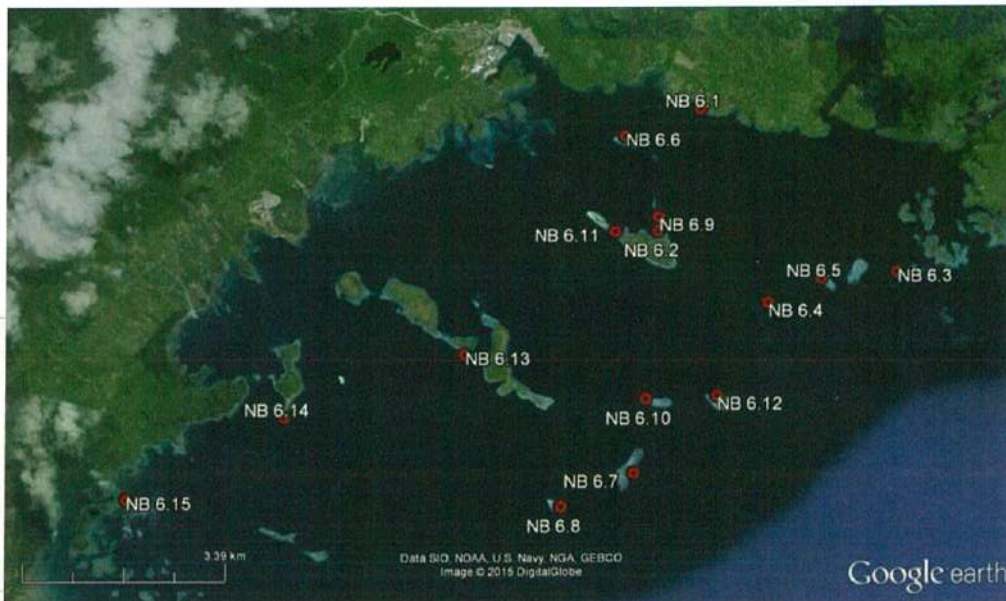 NB 6.1
NB 6.6
NB 6.9
NB 6.11
NB 6.2
NB 6.5
NB 6.3
NB 6.4
NB 6.13
NB 6.14
NB 6.10
NB 6.12
NB 6.7
NB 6.15
NB 6.8
3.39 km
Data SIO, NOAA, U.S. Navy, NGA, GEBCO
Image © 2015 DigitalGlobe
Google earth